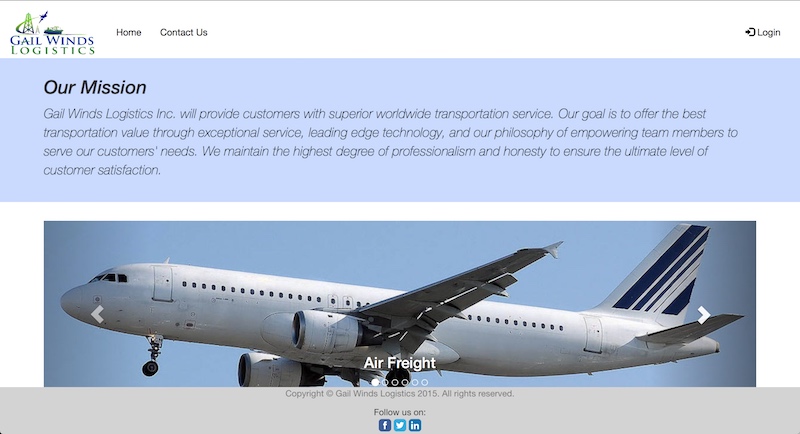 GAIL WINDS
LOGISTICS
Home
Contact Us
Login
Our Mission
Gail Winds Logistics Inc. will provide customers with superior worldwide transportation service. Our goal is to offer the best
transportation value through exceptional service, leading edge technology, and our philosophy of empowering team members to
serve our customers' needs. We maintain the highest degree of professionalism and honesty to ensure the ultimate level of
customer satisfaction.
Air Freight
Copyright © Gail Winds Logistics 2015. All rights reserved.
Follow us on: